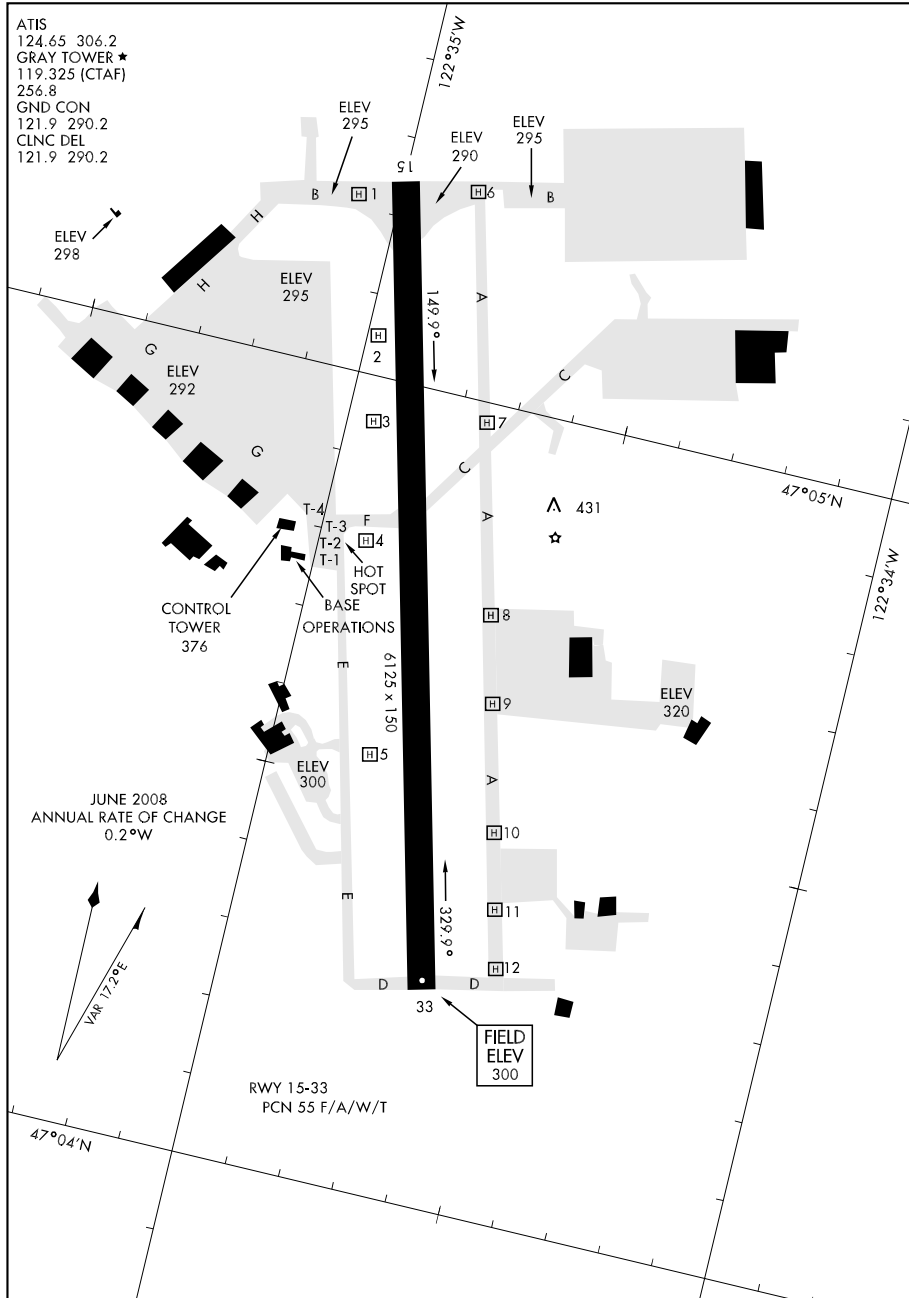 ATIS
124.65 306.2
GRAY TOWER ★
119.325 (CTAF)
256.8
GND CON
121.9 290.2
CLNC DEL
121.9 290.2
122°35'W
ELEV
295
ELEV
290
ELEV
295
15
B
H 1
H 6
B
H
ELEV
298
H
ELEV
295
149.9°
A
H
2
G
ELEV
292
C
H 3
H 7
C
G
47°05'N
431
T-4
T-3
F
A
T-2
H 4
T-1
HOT
SPOT
CONTROL
TOWER
376
BASE
OPERATIONS
122°34'W
H 8
E
6125 x 150
ELEV
320
H 9
ELEV
300
H 5
A
JUNE 2008
ANNUAL RATE OF CHANGE
0.2°W
H 10
E
329.9°
H 11
VAR 17.2°E
H 12
D
D
33
FIELD
ELEV
300
RWY 15-33
PCN 55 F/A/W/T
47°04'N